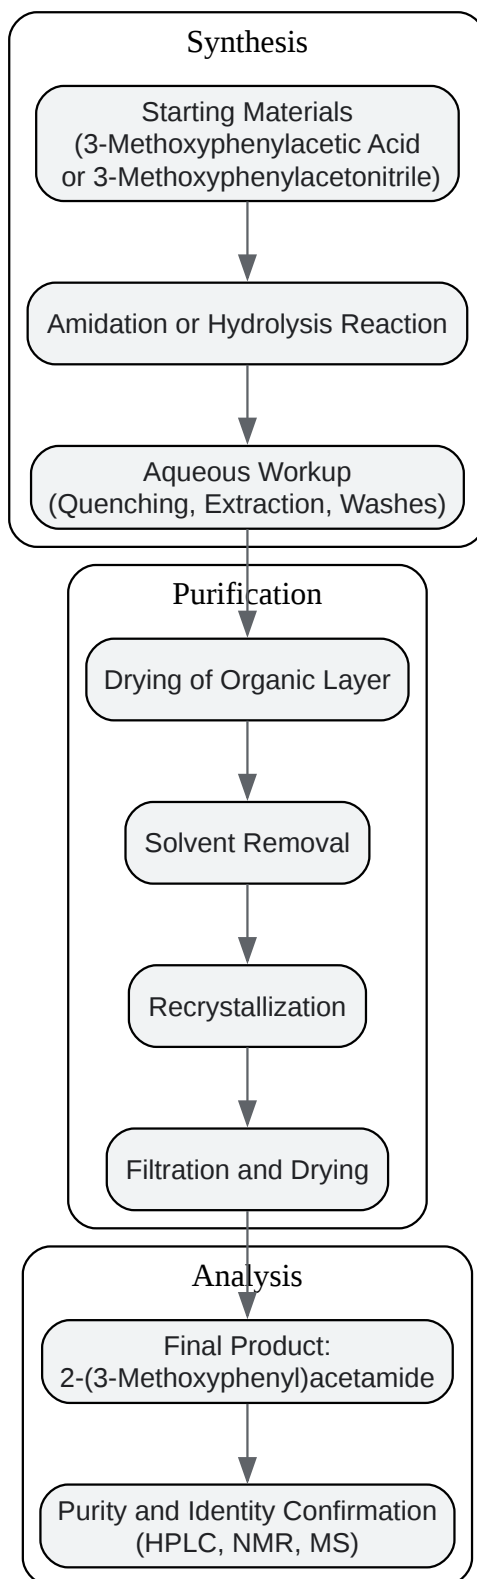 Synthesis
Starting Materials
(3-Methoxyphenylacetic Acid
or 3-Methoxyphenylacetonitrile)
Amidation or Hydrolysis Reaction
Aqueous Workup
(Quenching, Extraction, Washes)
Purification
Drying of Organic Layer
Solvent Removal
Recrystallization
Filtration and Drying
Analysis
Final Product:
2-(3-Methoxyphenyl)acetamide
Purity and Identity Confirmation
(HPLC, NMR, MS)